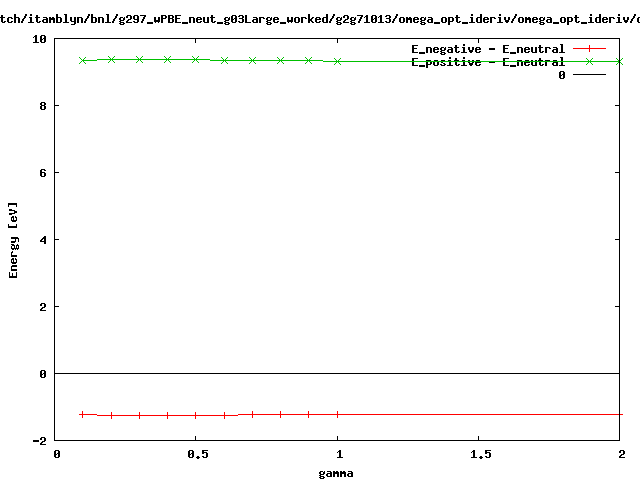 tch/itamblyn/bnl/g297_wPBE_neut_g03Large_worked/g2g71013/omega_opt_ideriv/omega_opt_ideriv/
10
E_negative - E_neutral
E_positive - E_neutral
0
8
6
4
2
0
-2
Energy [eV]
0 0.5 1 1.5 2
gamma